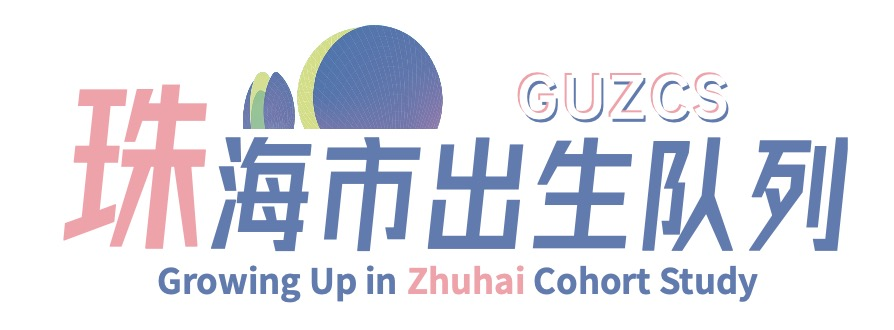 GUZCS
珠海市出生队列
Growing Up in Zhuhai Cohort Study